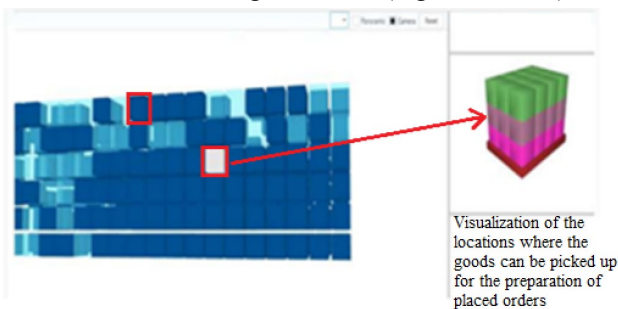 Panoramic Camera Reset
Visualization of the
locations where the
goods can be picked up
for the preparation of
placed orders